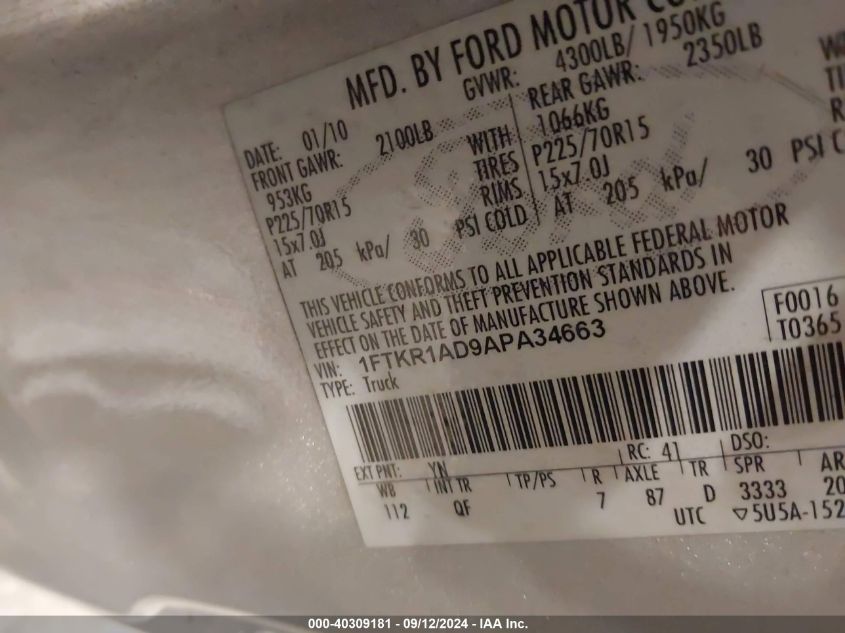 MFD. BY FORD MOTOR
GVWR: 4300LB/ 1950KG
DATE: 01/10
FRONT GAWR: 2100LB
953KG
P225/70R15
15x7.0J
AT 205 kPa/ 30 PSI COLD
WITH
TIRES
RIMS
REAR GAWR: 2350LB
1066KG
P225/70R15
15x7.0J
AT 205 kPa/ 30 PSI
THIS VEHICLE CONFORMS TO ALL APPLICABLE FEDERAL MOTOR
VEHICLE SAFETY AND THEFT PREVENTION STANDARDS IN
EFFECT ON THE DATE OF MANUFACTURE SHOWN ABOVE.
VIN: 1FTKR1AD9APA34663
TYPE: Truck
F0016
T0365
EXT PNT: YN RC: 41 DSO:
WB INT TR TP/PS R AXLE TR SPR
112 QF 7 87 D 3333
UTC ▽5U5A-152
000-40309181 - 09/12/2024 - IAA Inc.